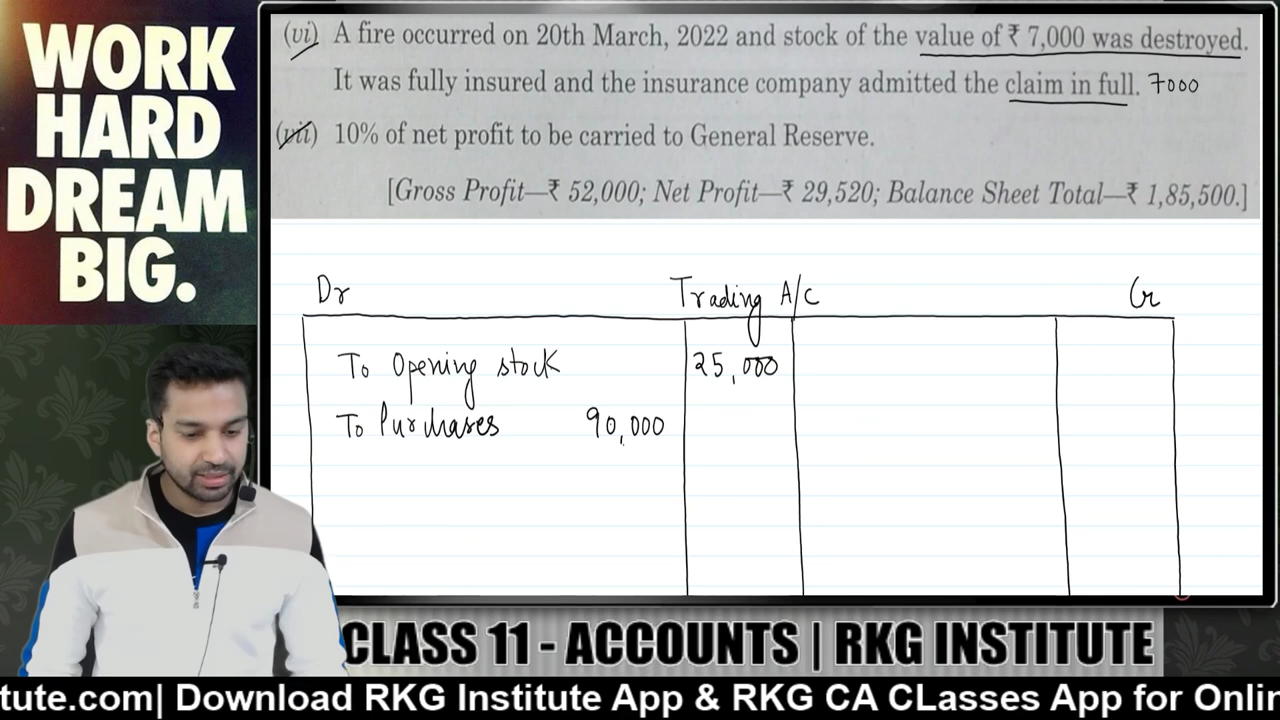 WORK
HARD
DREAM
BIG.
(vi) A fire occurred on 20th March, 2022 and stock of the value of ₹ 7,000 was destroyed.
It was fully insured and the insurance company admitted the claim in full. 7000
(vii) 10% of net profit to be carried to General Reserve.
[Gross Profit—₹ 52,000; Net Profit—₹ 29,520; Balance Sheet Total—₹ 1,85,500.]
Dr Trading A/C Cr
To Opening stock 25,000
To Purchases 90,000
CLASS 11 - ACCOUNTS | RKG INSTITUTE
tute.com| Download RKG Institute App & RKG CA CLasses App for Onlin